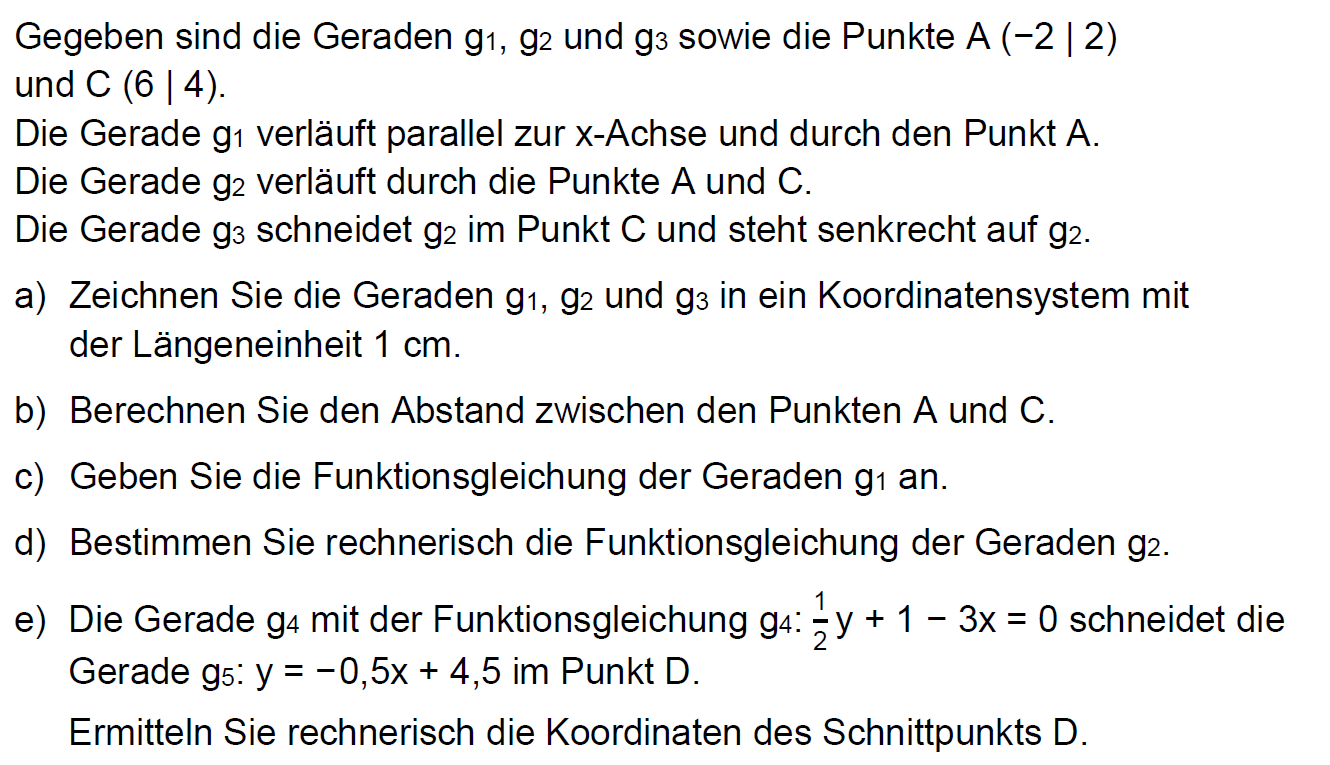 Gegeben sind die Geraden g1, g2 und g3 sowie die Punkte A (−2 | 2)
und C (6 | 4).
Die Gerade g1 verläuft parallel zur x-Achse und durch den Punkt A.
Die Gerade g2 verläuft durch die Punkte A und C.
Die Gerade g3 schneidet g2 im Punkt C und steht senkrecht auf g2.
a) Zeichnen Sie die Geraden g1, g2 und g3 in ein Koordinatensystem mit
der Längeneinheit 1 cm.
b) Berechnen Sie den Abstand zwischen den Punkten A und C.
c) Geben Sie die Funktionsgleichung der Geraden g1 an.
d) Bestimmen Sie rechnerisch die Funktionsgleichung der Geraden g2.
e) Die Gerade g4 mit der Funktionsgleichung g4: 1/2 y + 1 − 3x = 0 schneidet die
Gerade g5: y = −0,5x + 4,5 im Punkt D.
Ermitteln Sie rechnerisch die Koordinaten des Schnittpunkts D.